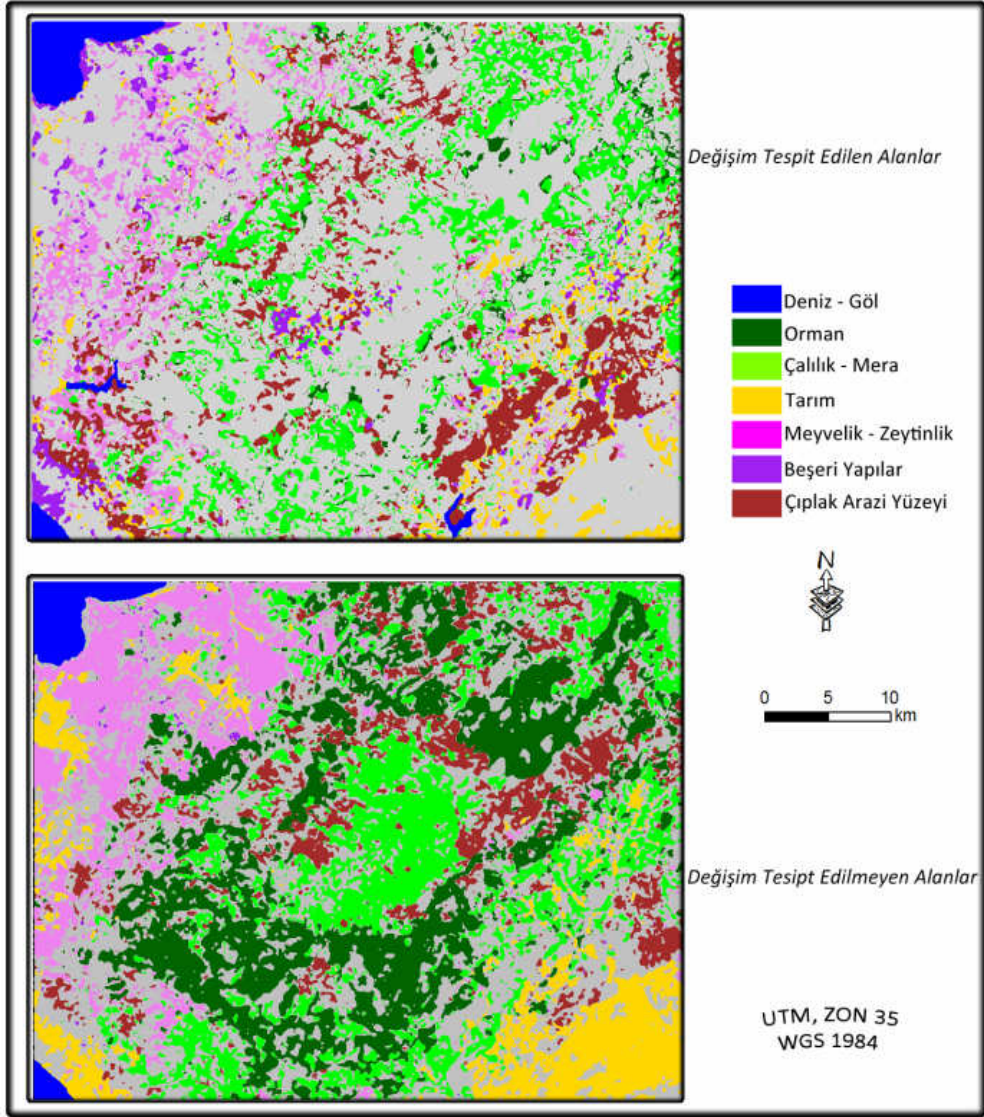 Değişim Tespit Edilen Alanlar
Deniz - Göl
Orman
Çalılık - Mera
Tarım
Meyvelik - Zeytinlik
Beşeri Yapılar
Çıplak Arazi Yüzeyi
N
0 5 10
km
Değişim Tesipt Edilmeyen Alanlar
UTM, ZON 35
WGS 1984